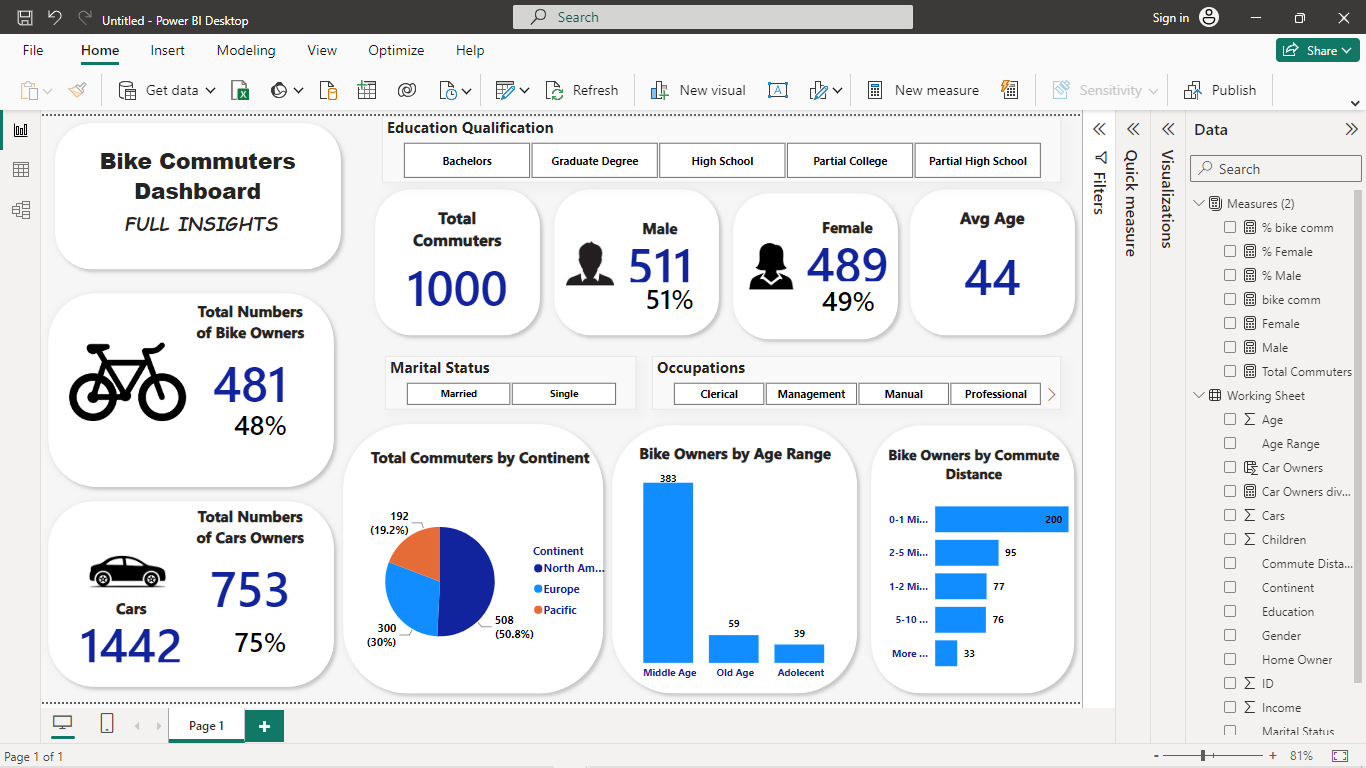 Untitled - Power BI Desktop
Search
Sign in
File
Home
Insert
Modeling
View
Optimize
Help
Share
Get data
Refresh
New visual
New measure
Sensitivity
Publish
Bike Commuters
Dashboard
FULL INSIGHTS
Education Qualification
Bachelors
Graduate Degree
High School
Partial College
Partial High School
Total
Commuters
1000
Male
511
51%
Female
489
49%
Avg Age
44
Total Numbers
of Bike Owners
481
48%
Marital Status
Married
Single
Occupations
Clerical
Management
Manual
Professional
Total Numbers
of Cars Owners
753
75%
Cars
1442
Total Commuters by Continent
192
(19.2%)
300
(30%)
508
(50.8%)
Continent
North Am...
Europe
Pacific
Bike Owners by Age Range
383
59
39
Middle Age
Old Age
Adolecent
Bike Owners by Commute
Distance
0-1 Mi...
200
2-5 Mi...
95
1-2 Mi...
77
5-10 ...
76
More ...
33
Filters
Quick measure
Visualizations
Data
Search
Measures (2)
% bike comm
% Female
% Male
bike comm
Female
Male
Total Commuters
Working Sheet
Age
Age Range
Car Owners
Car Owners div...
Cars
Children
Commute Dista...
Continent
Education
Gender
Home Owner
ID
Income
Marital Status
Page 1
Page 1 of 1
81%